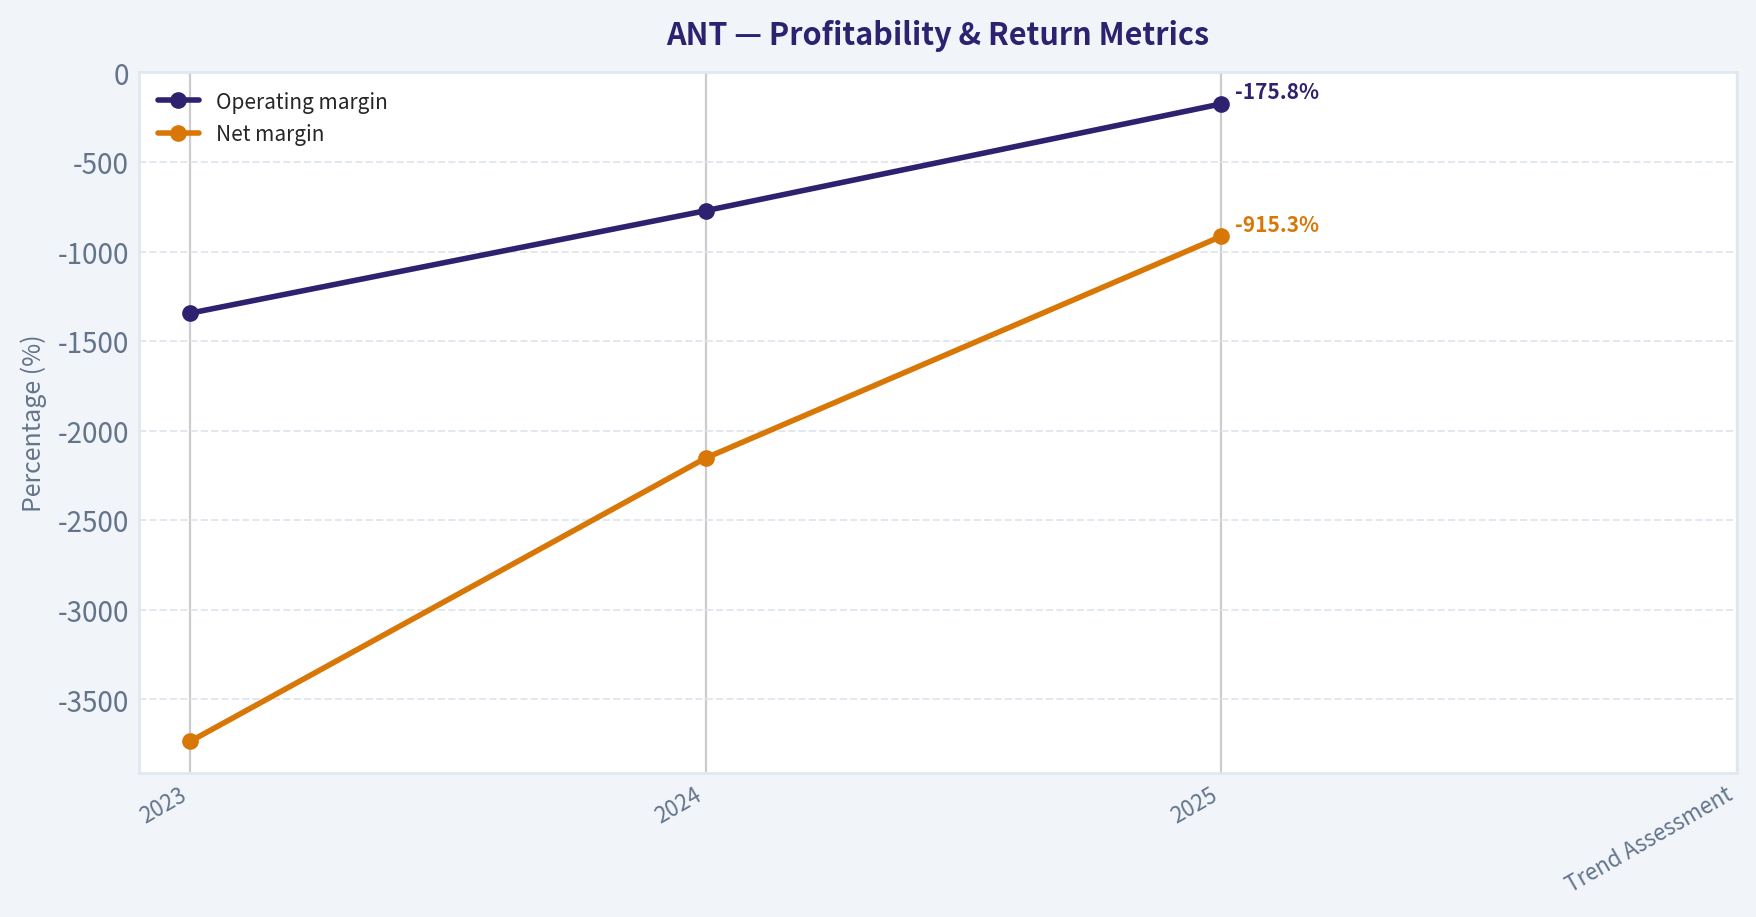 ANT — Profitability & Return Metrics
Operating margin
Net margin
Percentage (%)
0
-500
-1000
-1500
-2000
-2500
-3000
-3500
-175.8%
-915.3%
2023
2024
2025
Trend Assessment